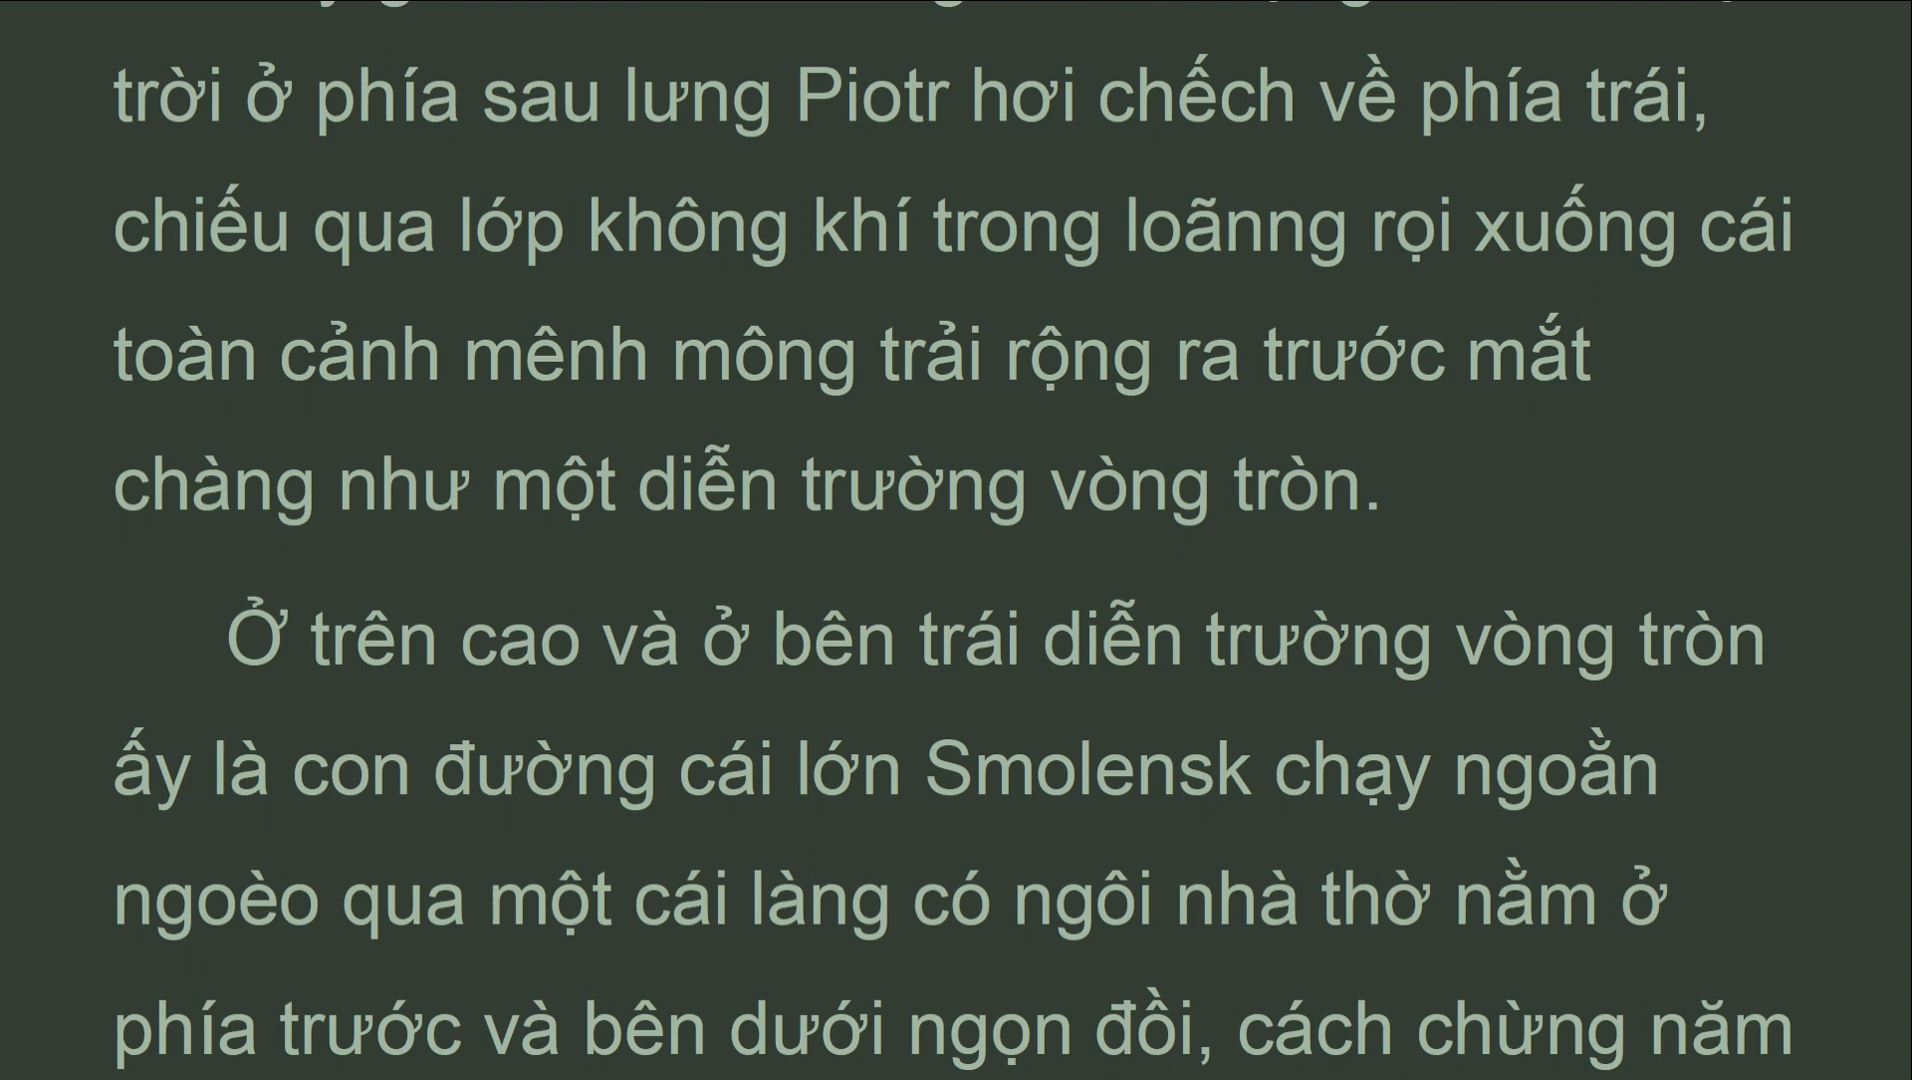 trời ở phía sau lưng Piotr hơi chếch về phía trái,
chiếu qua lớp không khí trong loãnng rọi xuống cái
toàn cảnh mênh mông trải rộng ra trước mắt
chàng như một diễn trường vòng tròn.
Ở trên cao và ở bên trái diễn trường vòng tròn
ấy là con đường cái lớn Smolensk chạy ngoằn
ngoèo qua một cái làng có ngôi nhà thờ nằm ở
phía trước và bên dưới ngọn đồi, cách chừng năm